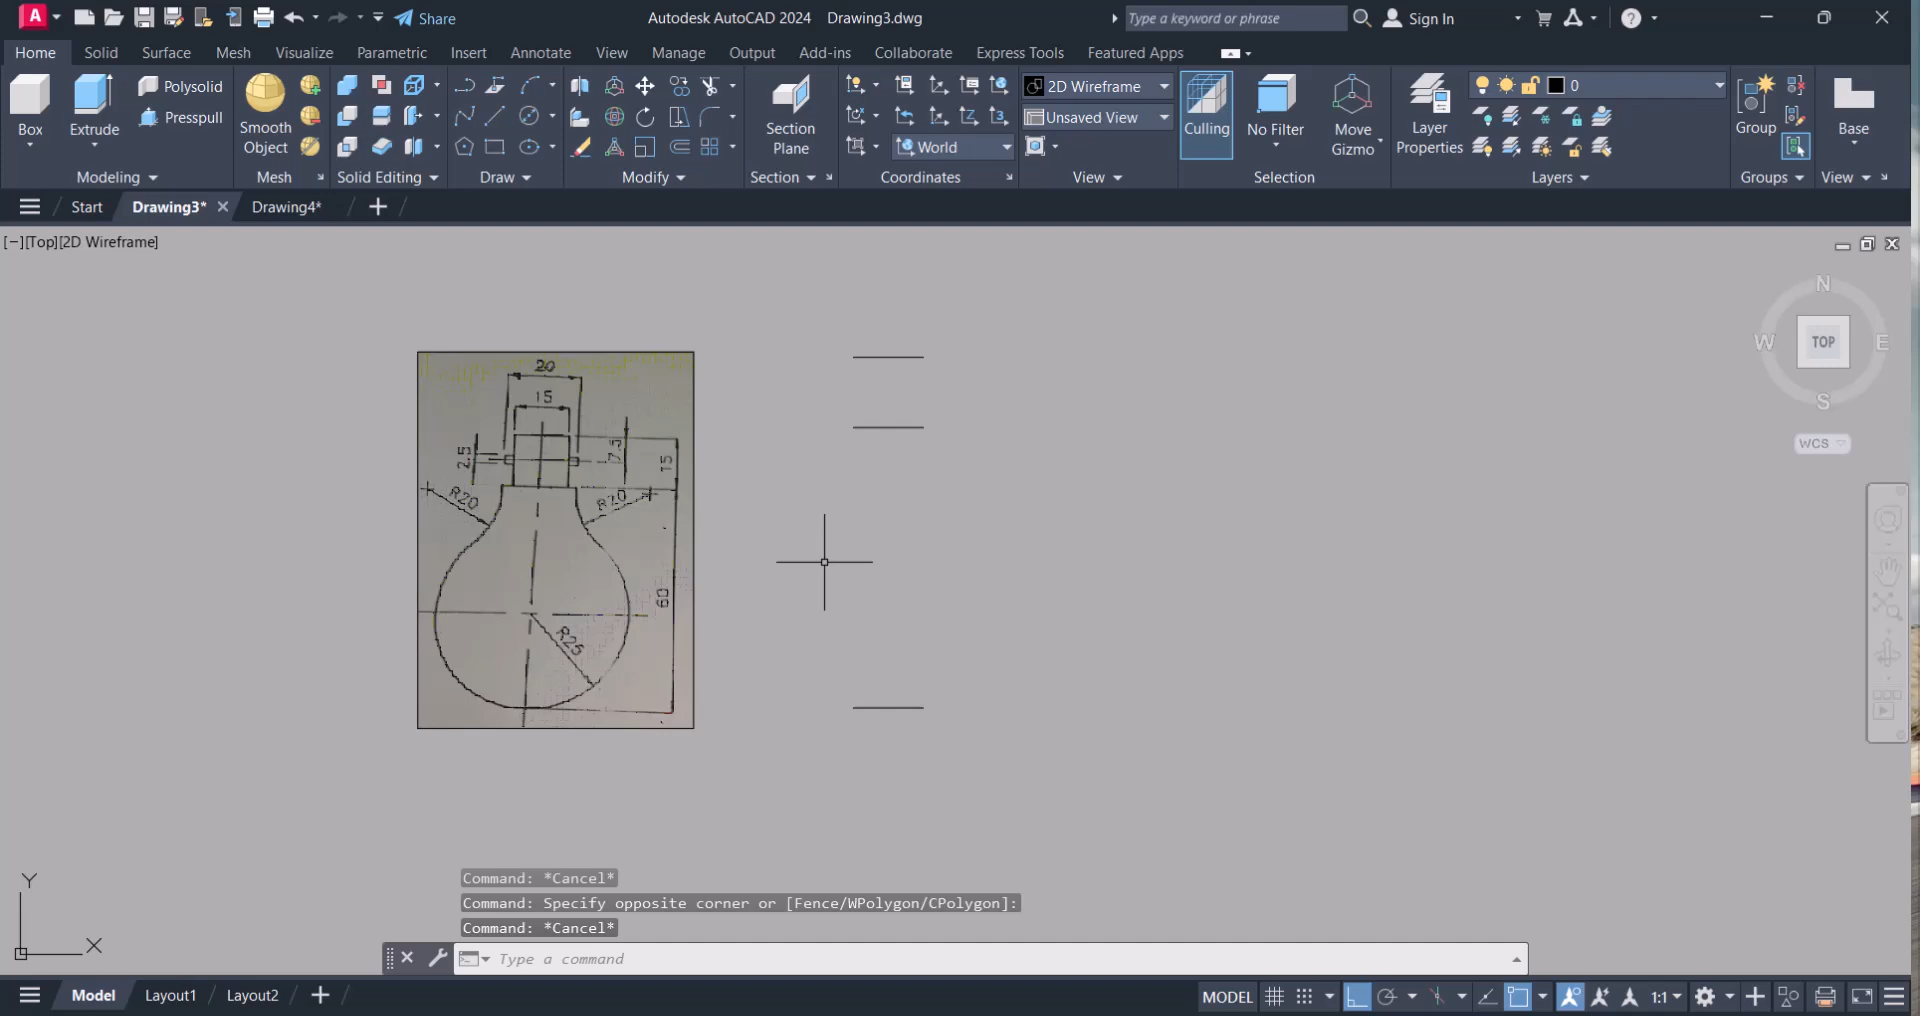 Share
Autodesk AutoCAD 2024 Drawing3.dwg
Type a keyword or phrase
Sign In
Home Solid Surface Mesh Visualize Parametric Insert Annotate View Manage Output Add-ins Collaborate Express Tools Featured Apps
Box
Extrude
Polysolid
Presspull
Modeling
Smooth
Object
Mesh
Solid Editing
Draw
Modify
Section
Plane
Section
World
Coordinates
2D Wireframe
Unsaved View
View
Culling
No Filter
Move
Gizmo
Selection
Layer
Properties
0
Layers
Group
Groups
Base
View
Start Drawing3* Drawing4*
[−][Top][2D Wireframe]
N
W TOP E
S
WCS
20
15
2.5
7.5
15
R20
R20
60
R25
Y
X
Command: *Cancel*
Command: Specify opposite corner or [Fence/WPolygon/CPolygon]:
Command: *Cancel*
Type a command
Model Layout1 Layout2
MODEL
1:1